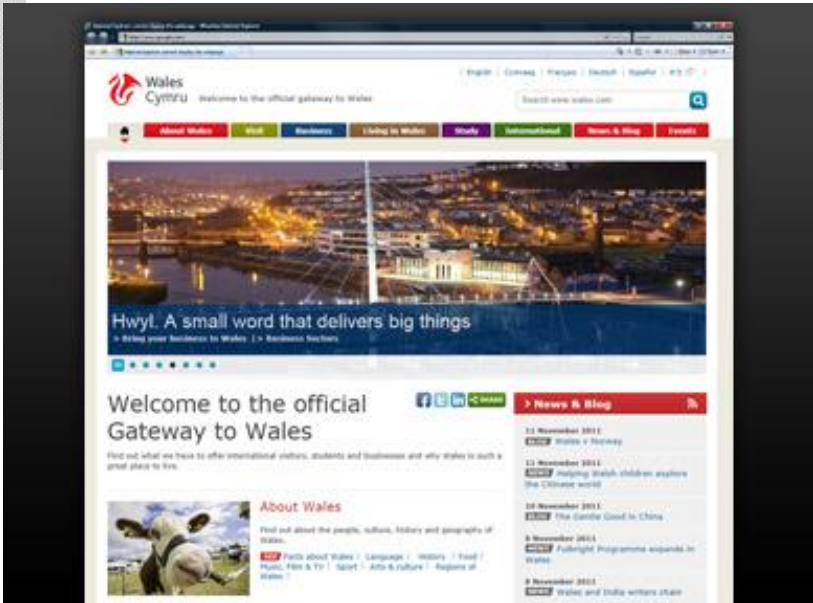 English | Cymraeg | Français | Deutsch | Español |
Wales
Cymru Welcome to the official gateway to Wales
Search www.wales.com
About Wales Visit Business Living in Wales Study International News & Blog Events
Hwyl. A small word that delivers big things
> Bring your business to Wales | > Business Sectors
Welcome to the official
Gateway to Wales
SHARE
Find out what we have to offer international visitors, students and businesses and why Wales is such a
great place to live.
About Wales
Find out about the people, culture, history and geography of
Wales.
Facts about Wales | Language | History | Food |
Music, Film & TV | Sport | Arts & culture | Regions of
Wales |
> News & Blog
11 November 2011
BLOG Wales v Norway
11 November 2011
NEWS Helping Welsh children explore
the Chinese world
10 November 2011
BLOG The Gentle Good in China
8 November 2011
NEWS Fulbright Programme expands in
Wales
8 November 2011
NEWS Wales and India writers chain